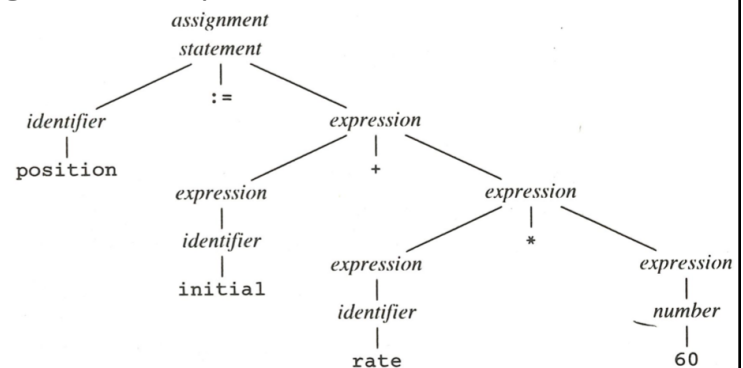 assignment
statement
:=
identifier
expression
position
+
expression
expression
identifier
*
initial
expression
expression
identifier
number
rate
60